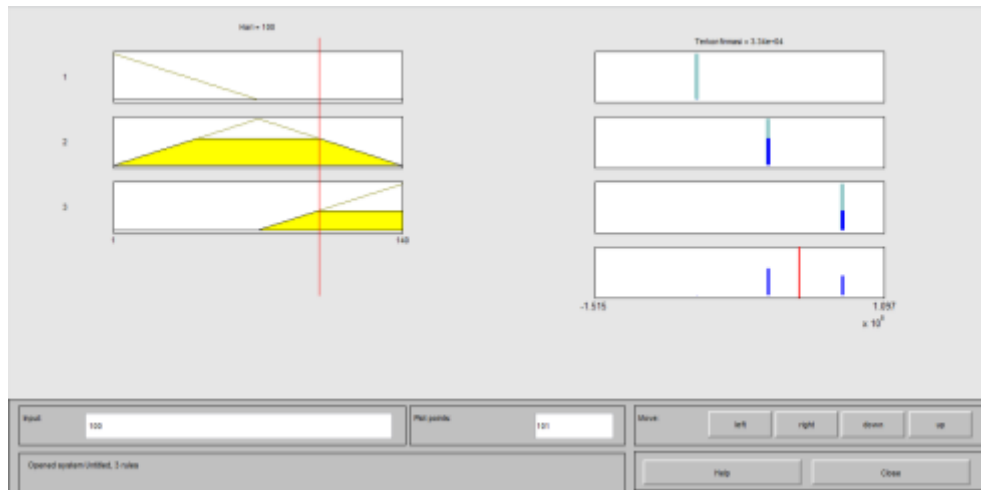 Hari = 100
Terkonfirmasi = 3.34e+04
1
2
3
1
140
-1.515
1.097
Input:
100
Plot points:
101
Move:
left
right
down
up
Opened system Untitled, 3 rules
Help
Close